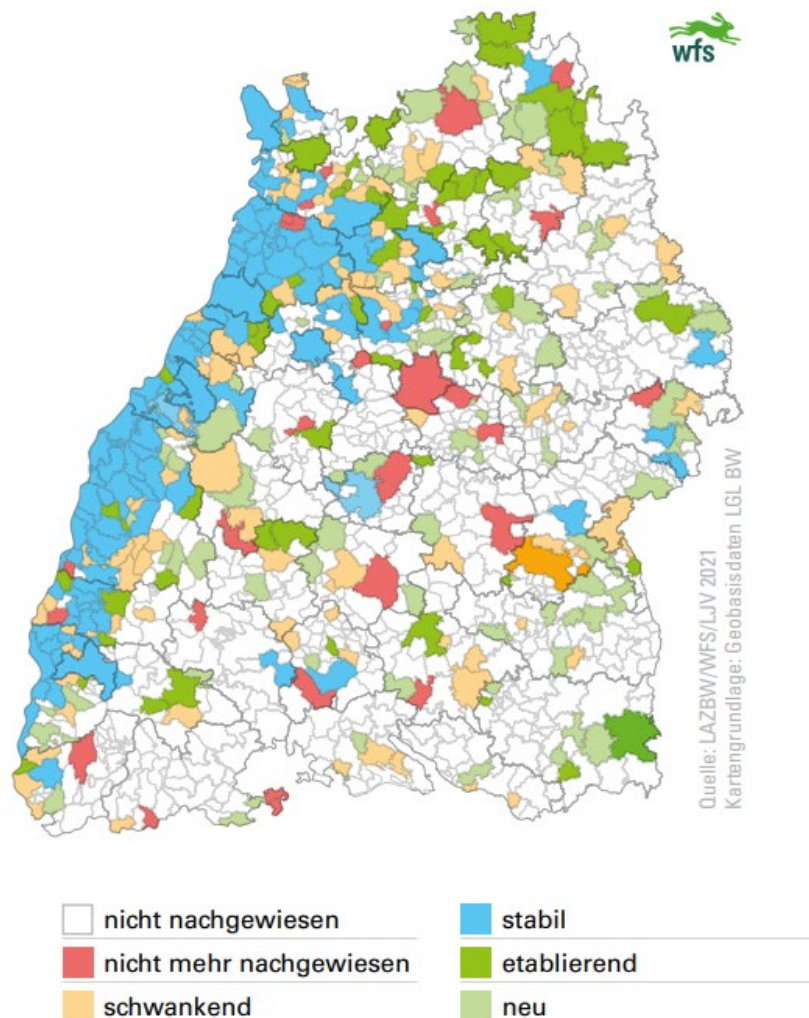 wfs
Quelle: LAZBW/WFS/LJV 2021
Kartengrundlage: Geobasisdaten LGL BW
nicht nachgewiesen
stabil
nicht mehr nachgewiesen
etablierend
schwankend
neu